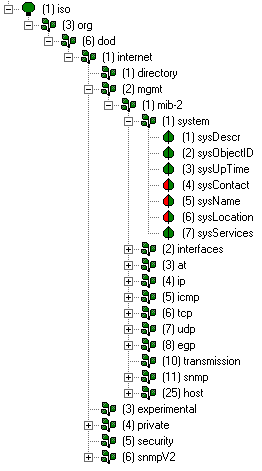 (1) iso
(3) org
(6) dod
(1) internet
(1) directory
(2) mgmt
(1) mib-2
(1) system
(1) sysDescr
(2) sysObjectID
(3) sysUpTime
(4) sysContact
(5) sysName
(6) sysLocation
(7) sysServices
(2) interfaces
(3) at
(4) ip
(5) icmp
(6) tcp
(7) udp
(8) egp
(10) transmission
(11) snmp
(25) host
(3) experimental
(4) private
(5) security
(6) snmpV2